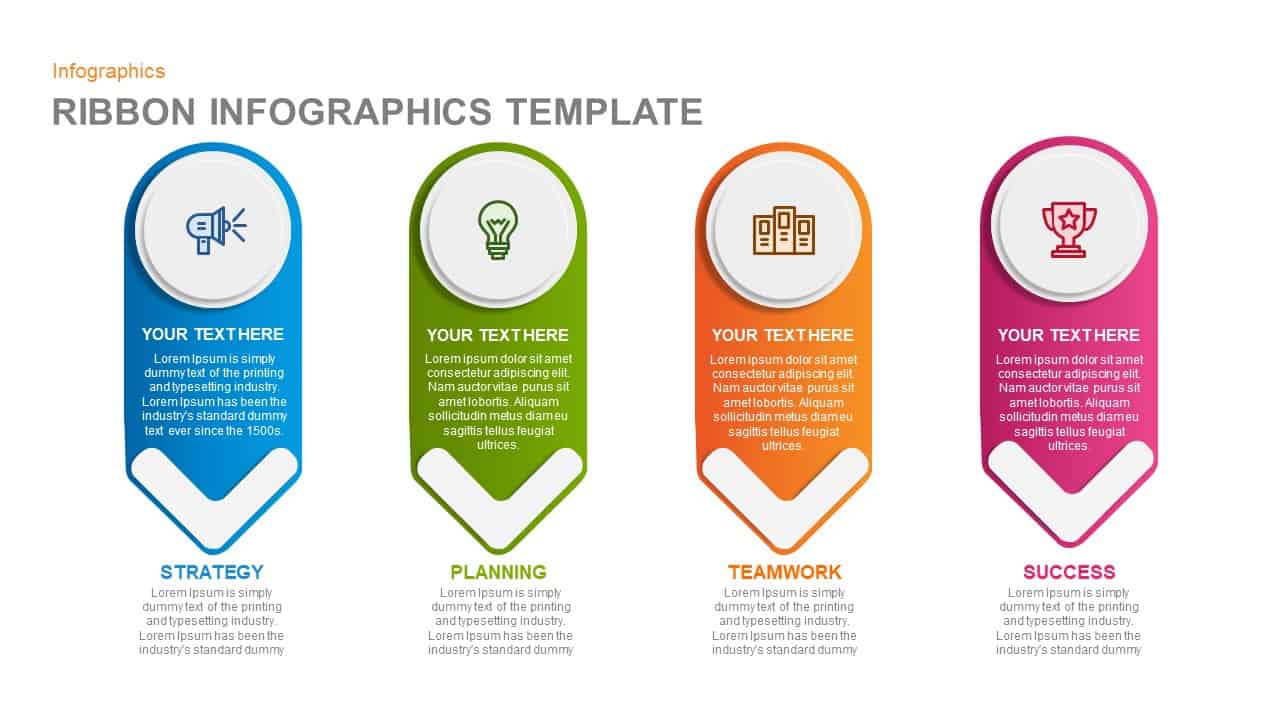 Infographics
RIBBON INFOGRAPHICS TEMPLATE
YOUR TEXT HERE
Lorem Ipsum is simply
dummy text of the printing
and typesetting industry.
Lorem Ipsum has been the
industry's standard dummy
text ever since the 1500s.
YOUR TEXT HERE
Lorem ipsum dolor sit amet
consectetur adipiscing elit.
Nam auctor vitae purus sit
amet lobortis. Aliquam
sollicitudin metus diam eu
sagittis tellus feugiat
ultrices.
YOUR TEXT HERE
Lorem ipsum dolor sit amet
consectetur adipiscing elit.
Nam auctor vitae purus sit
amet lobortis. Aliquam
sollicitudin metus diam eu
sagittis tellus feugiat
ultrices.
YOUR TEXT HERE
Lorem ipsum dolor sit amet
consectetur adipiscing elit.
Nam auctor vitae purus sit
amet lobortis. Aliquam
sollicitudin metus diam eu
sagittis tellus feugiat
ultrices.
STRATEGY
Lorem Ipsum is simply
dummy text of the printing
and typesetting industry.
Lorem Ipsum has been the
industry's standard dummy
PLANNING
Lorem Ipsum is simply
dummy text of the printing
and typesetting industry.
Lorem Ipsum has been the
industry's standard dummy
TEAMWORK
Lorem Ipsum is simply
dummy text of the printing
and typesetting industry.
Lorem Ipsum has been the
industry's standard dummy
SUCCESS
Lorem Ipsum is simply
dummy text of the printing
and typesetting industry.
Lorem Ipsum has been the
industry's standard dummy